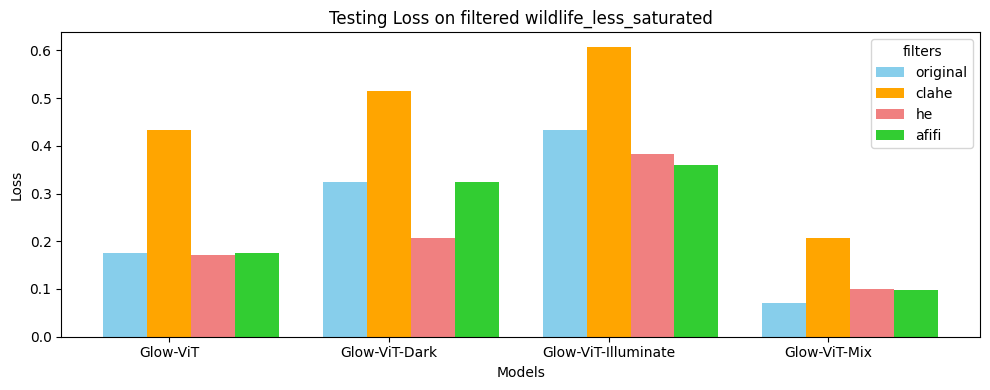 Testing Loss on filtered wildlife_less_saturated
filters
original
clahe
he
afifi
Loss
0.6
0.5
0.4
0.3
0.2
0.1
0.0
Glow-ViT
Glow-ViT-Dark
Glow-ViT-Illuminate
Glow-ViT-Mix
Models